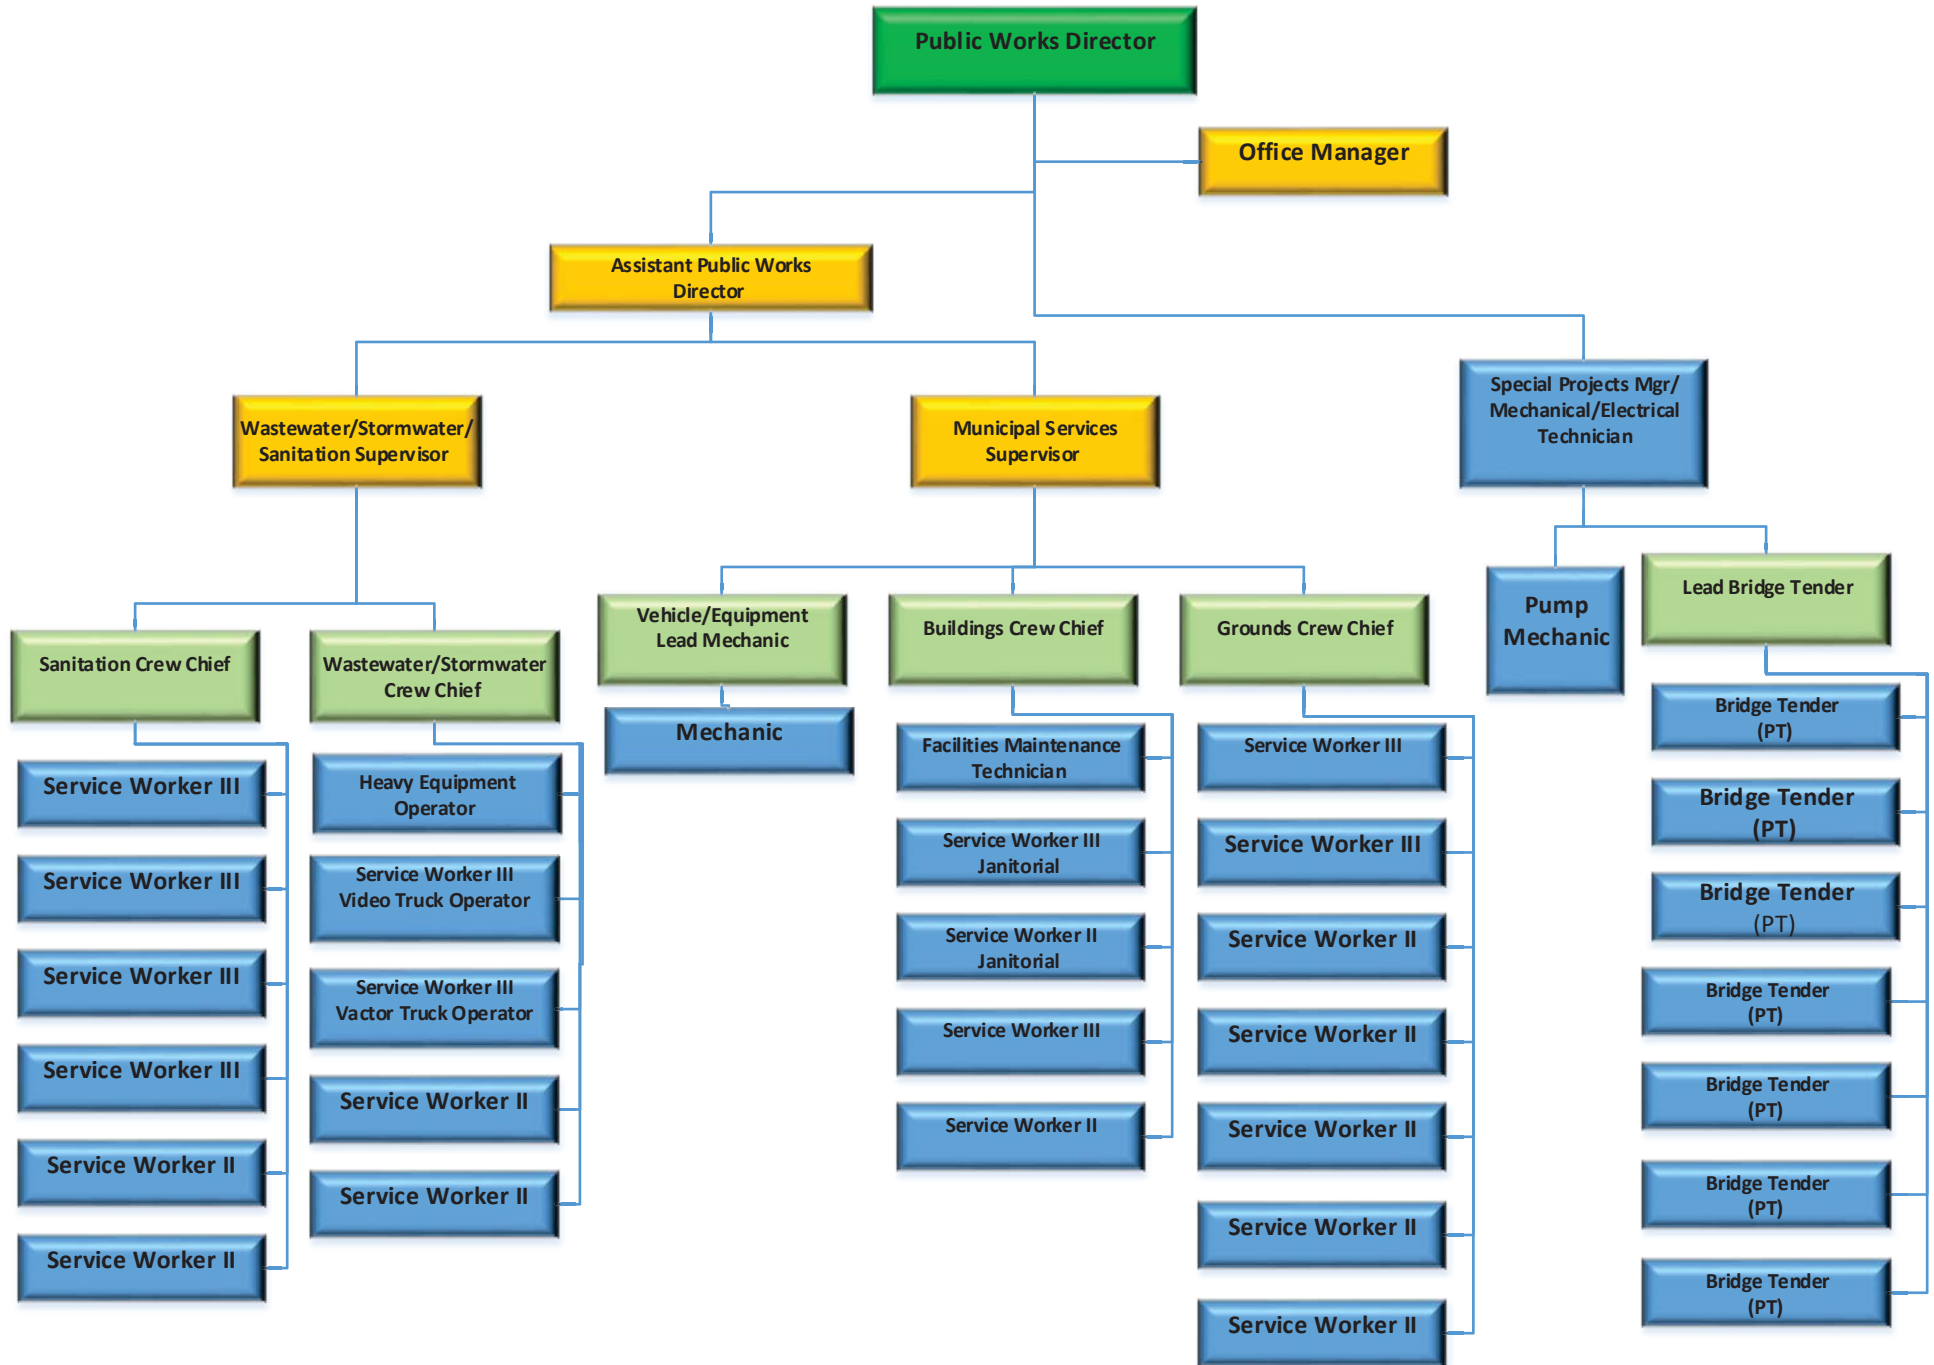 Public Works Director
Office Manager
Assistant Public Works
Director
Wastewater/Stormwater/
Sanitation Supervisor
Municipal Services
Supervisor
Special Projects Mgr/
Mechanical/Electrical
Technician
Sanitation Crew Chief
Wastewater/Stormwater
Crew Chief
Vehicle/Equipment
Lead Mechanic
Buildings Crew Chief
Grounds Crew Chief
Pump
Mechanic
Lead Bridge Tender
Service Worker III
Service Worker III
Service Worker III
Service Worker III
Service Worker II
Service Worker II
Heavy Equipment
Operator
Service Worker III
Video Truck Operator
Service Worker III
Vactor Truck Operator
Service Worker II
Service Worker II
Mechanic
Facilities Maintenance
Technician
Service Worker III
Janitorial
Service Worker II
Janitorial
Service Worker III
Service Worker II
Service Worker III
Service Worker III
Service Worker II
Service Worker II
Service Worker II
Service Worker II
Service Worker II
Bridge Tender
(PT)
Bridge Tender
(PT)
Bridge Tender
(PT)
Bridge Tender
(PT)
Bridge Tender
(PT)
Bridge Tender
(PT)
Bridge Tender
(PT)